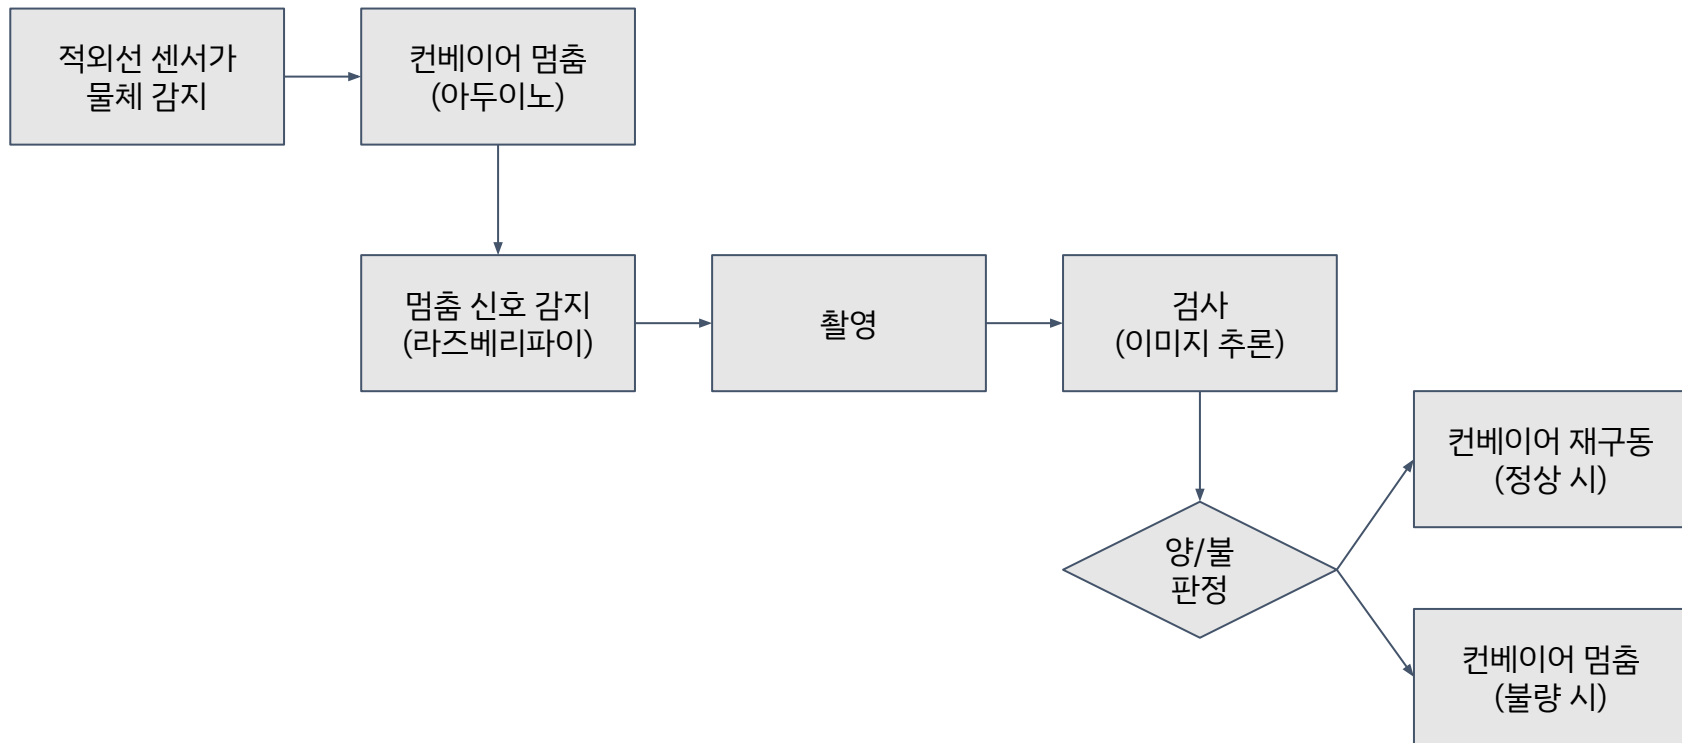 적외선 센서가
물체 감지
컨베이어 멈춤
(아두이노)
멈춤 신호 감지
(라즈베리파이)
촬영
검사
(이미지 추론)
양/불
판정
컨베이어 재구동
(정상 시)
컨베이어 멈춤
(불량 시)